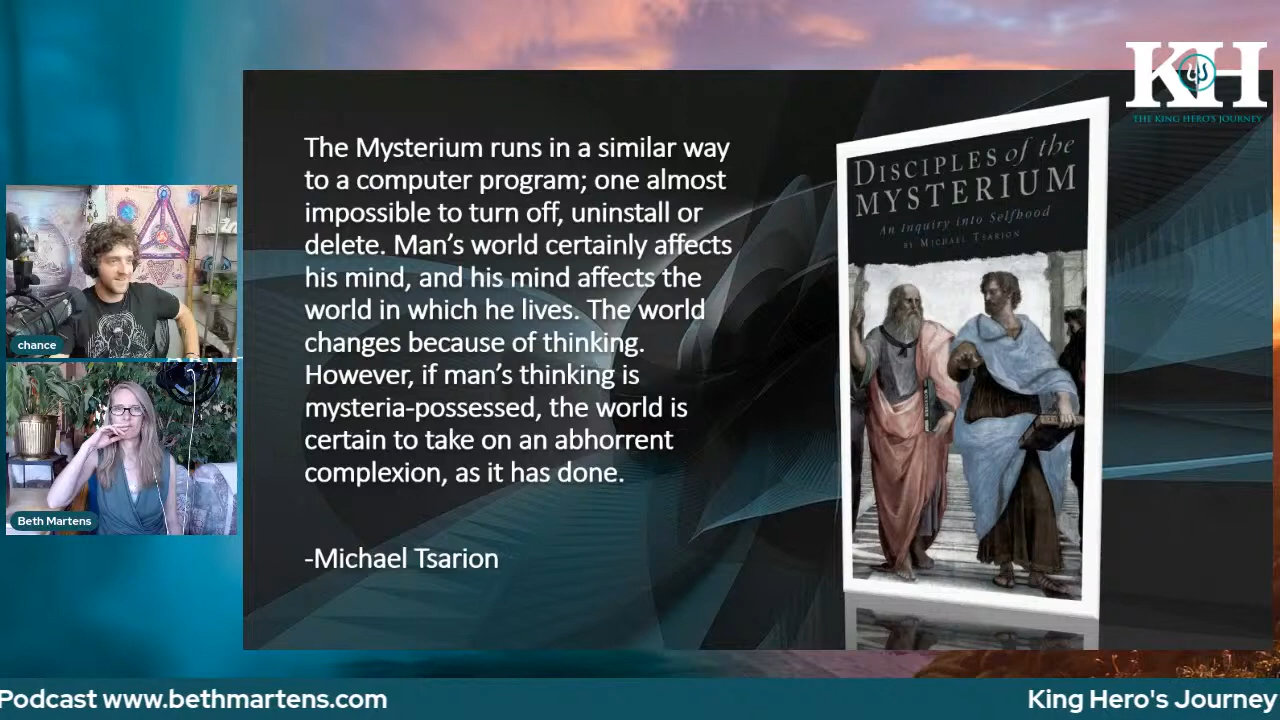 KH
THE KING HERO'S JOURNEY
The Mysterium runs in a similar way
to a computer program; one almost
impossible to turn off, uninstall or
delete. Man’s world certainly affects
his mind, and his mind affects the
world in which he lives. The world
changes because of thinking.
However, if man’s thinking is
mysteria-possessed, the world is
certain to take on an abhorrent
complexion, as it has done.
-Michael Tsarion
DISCIPLES of the
MYSTERIUM
An Inquiry into Selfhood
BY MICHAEL TSARION
chance
Beth Martens
Podcast www.bethmartens.com
King Hero's Journey